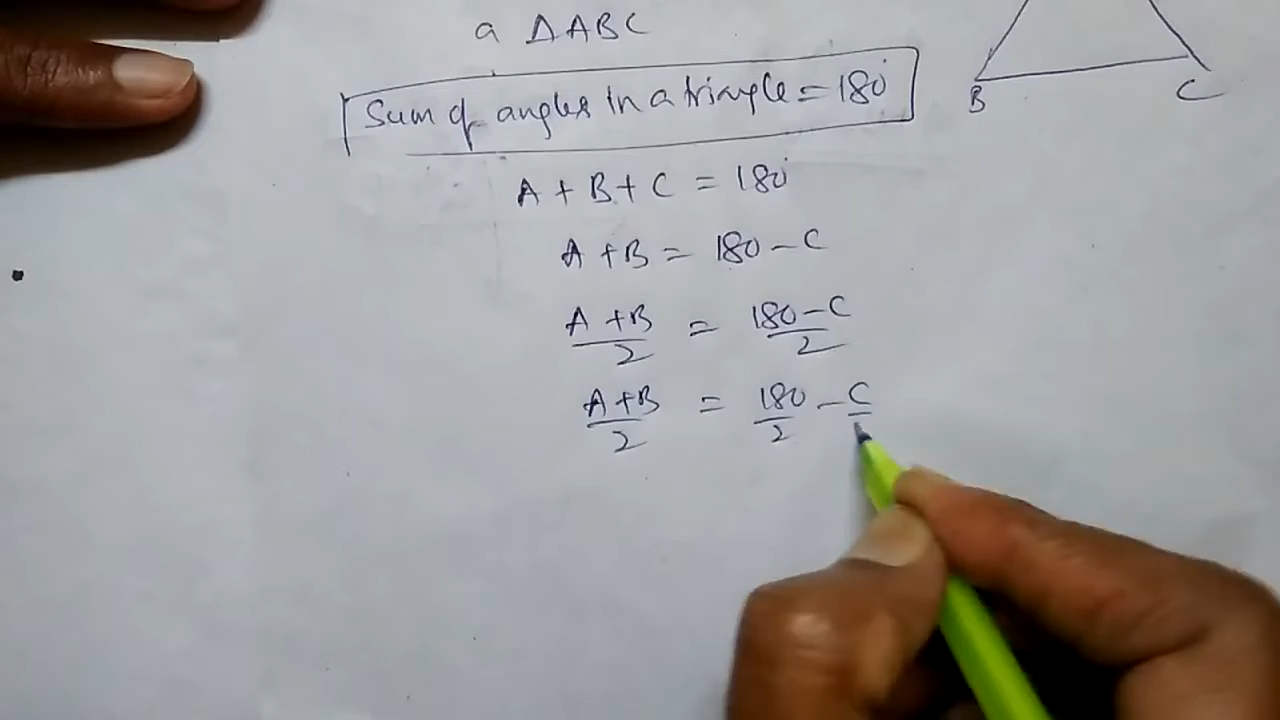 a ΔABC
Sum of angles in a triangle = 180°
B C
A + B + C = 180°
A + B = 180 - C
A + B / 2 = 180 - C / 2
A + B / 2 = 180 / 2 - C